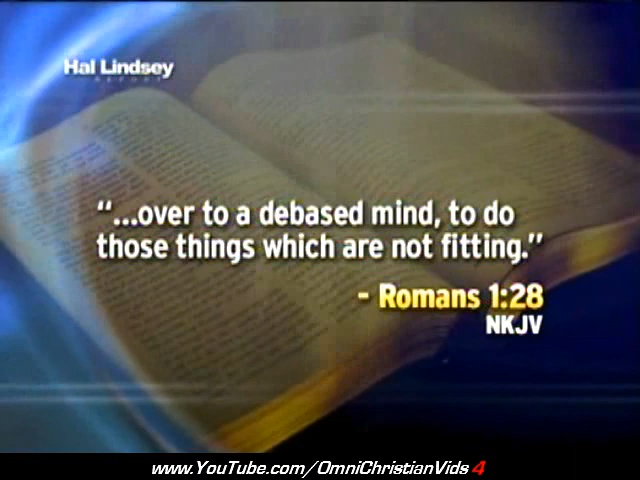 Hal Lindsey
REPORT
“...over to a debased mind, to do
those things which are not fitting.”
- Romans 1:28
NKJV
www.YouTube.com/OmniChristianVids 4